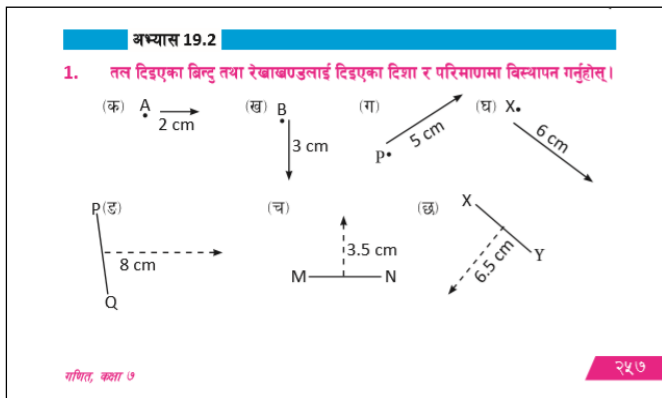 अभ्यास 19.2
1. तल दिइएका बिन्दु तथा रेखाखण्डलाई दिइएका दिशा र परिमाणमा बिस्थापन गर्नुहोस्।
(क) A 2 cm (ख) B 3 cm (ग) P 5 cm (घ) X 6 cm
(ङ) P Q 8 cm (च) M N 3.5 cm (छ) X Y 6.5 cm
गणित, कक्षा ७ २५७